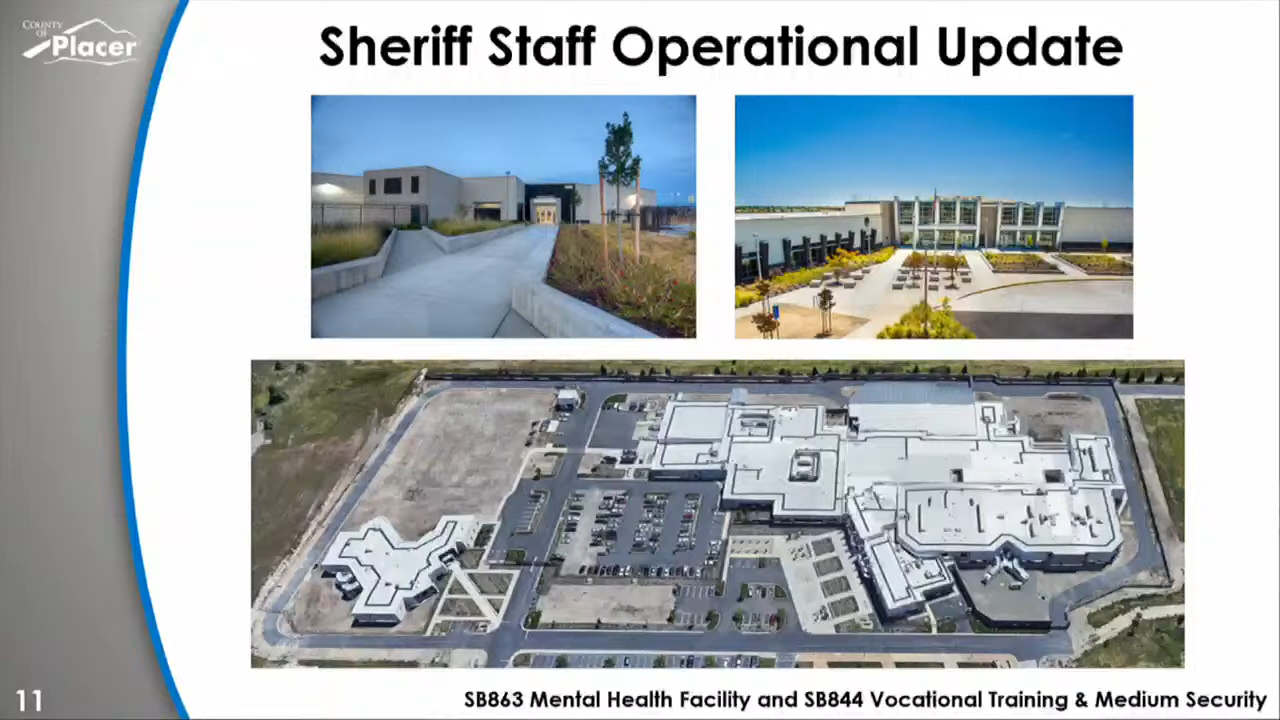 COUNTY
OF
Placer
Sheriff Staff Operational Update
11
SB863 Mental Health Facility and SB844 Vocational Training & Medium Security